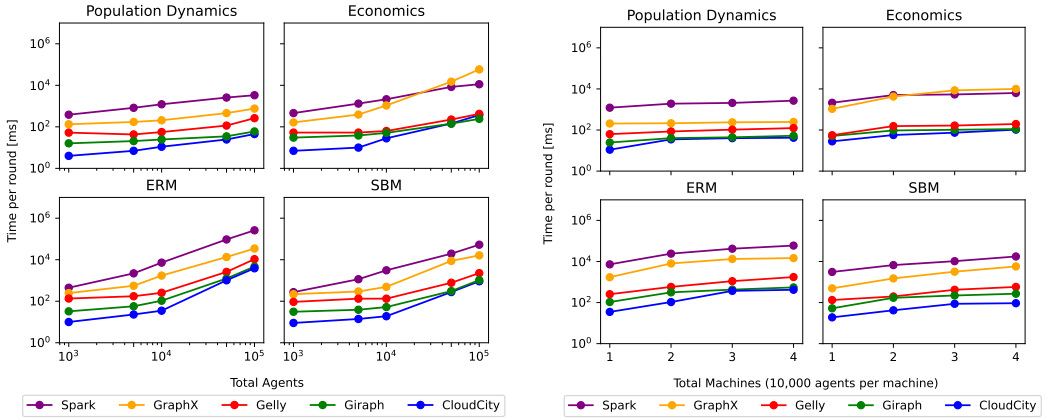 Population Dynamics
Economics
10^6
10^4
10^2
10^0
ERM
SBM
10^6
10^4
10^2
10^0
10^3
10^4
10^5
10^3
10^4
10^5
Time per round [ms]
Total Agents
Spark
GraphX
Gelly
Giraph
CloudCity
Population Dynamics
Economics
10^6
10^4
10^2
10^0
ERM
SBM
10^6
10^4
10^2
10^0
1
2
3
4
1
2
3
4
Time per round [ms]
Total Machines (10,000 agents per machine)
Spark
GraphX
Gelly
Giraph
CloudCity